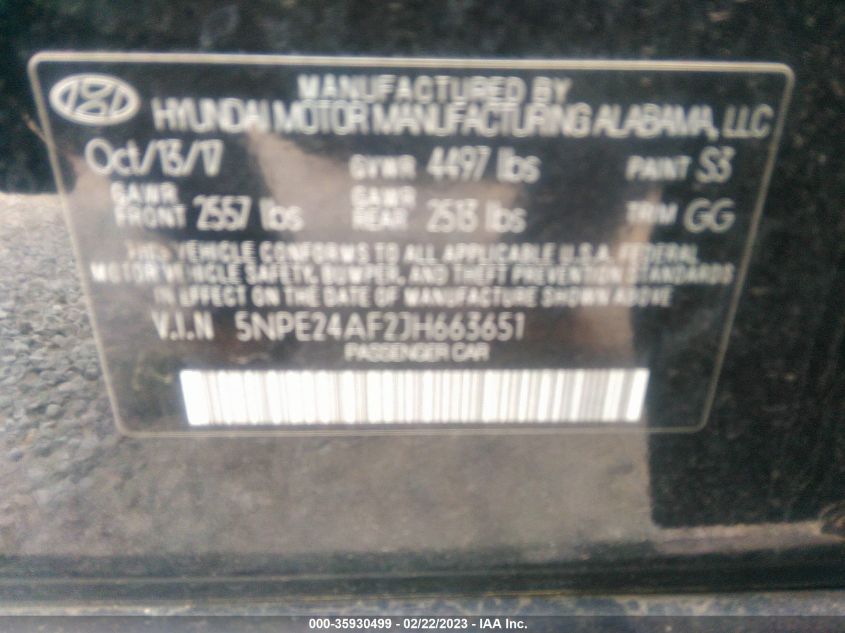 MANUFACTURED BY
HYUNDAI MOTOR MANUFACTURING ALABAMA, LLC
Oct/13/17 GVWR 4497 lbs PAINT S3
GAWR FRONT 2557 lbs GAWR REAR 2513 lbs TRIM GG
THIS VEHICLE CONFORMS TO ALL APPLICABLE U.S.A. FEDERAL
MOTOR VEHICLE SAFETY, BUMPER, AND THEFT PREVENTION STANDARDS
IN EFFECT ON THE DATE OF MANUFACTURE SHOWN ABOVE
V.I.N 5NPE24AF2JH663651
PASSENGER CAR
000-35930499 - 02/22/2023 - © IAA Inc.